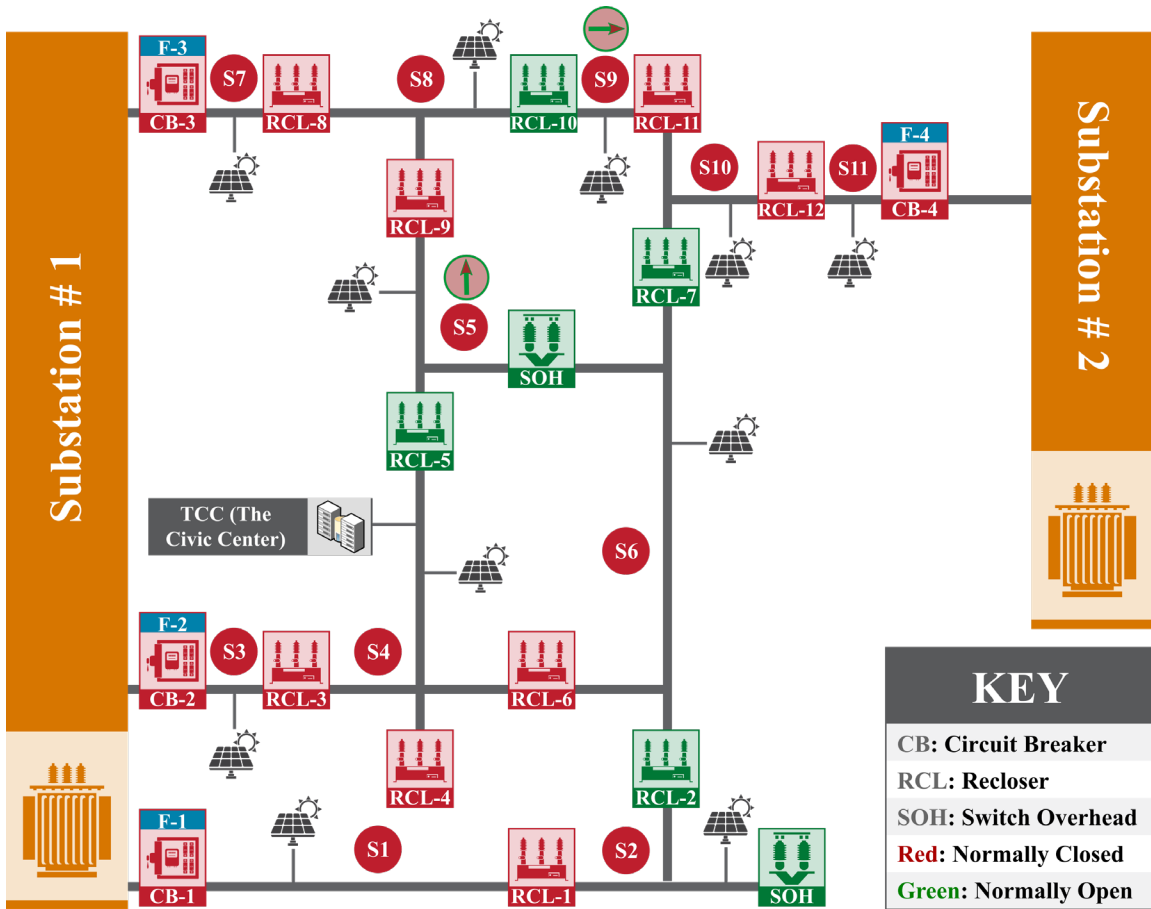 F-3
S7
S8
S9
CB-3
RCL-8
RCL-10
RCL-11
F-4
S10
S11
RCL-12
CB-4
RCL-9
RCL-7
S5
SOH
RCL-5
Substation # 1
Substation # 2
TCC (The
Civic Center)
S6
F-2
S3
S4
CB-2
RCL-3
RCL-6
RCL-4
RCL-2
F-1
S1
S2
CB-1
RCL-1
SOH
KEY
CB: Circuit Breaker
RCL: Recloser
SOH: Switch Overhead
Red: Normally Closed
Green: Normally Open